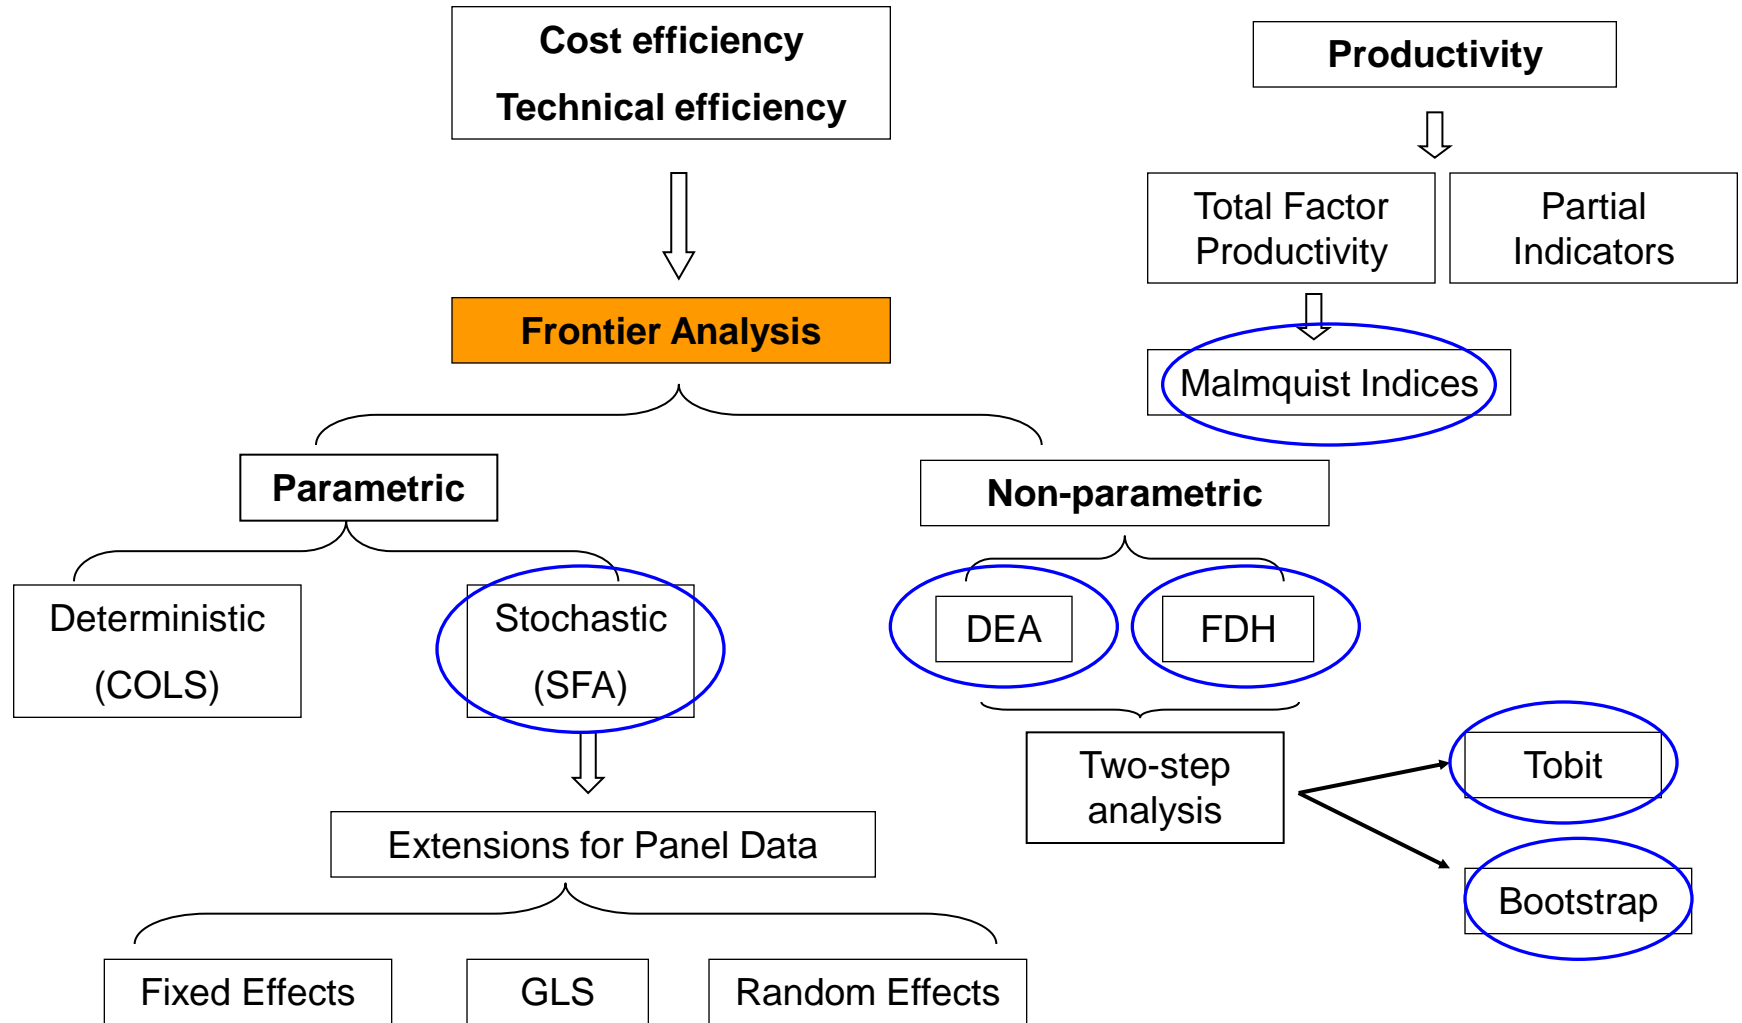 Cost efficiency
Technical efficiency
Productivity
Total Factor
Productivity
Partial
Indicators
Frontier Analysis
Malmquist Indices
Parametric
Non-parametric
Deterministic
(COLS)
Stochastic
(SFA)
DEA
FDH
Two-step
analysis
Tobit
Bootstrap
Extensions for Panel Data
Fixed Effects
GLS
Random Effects